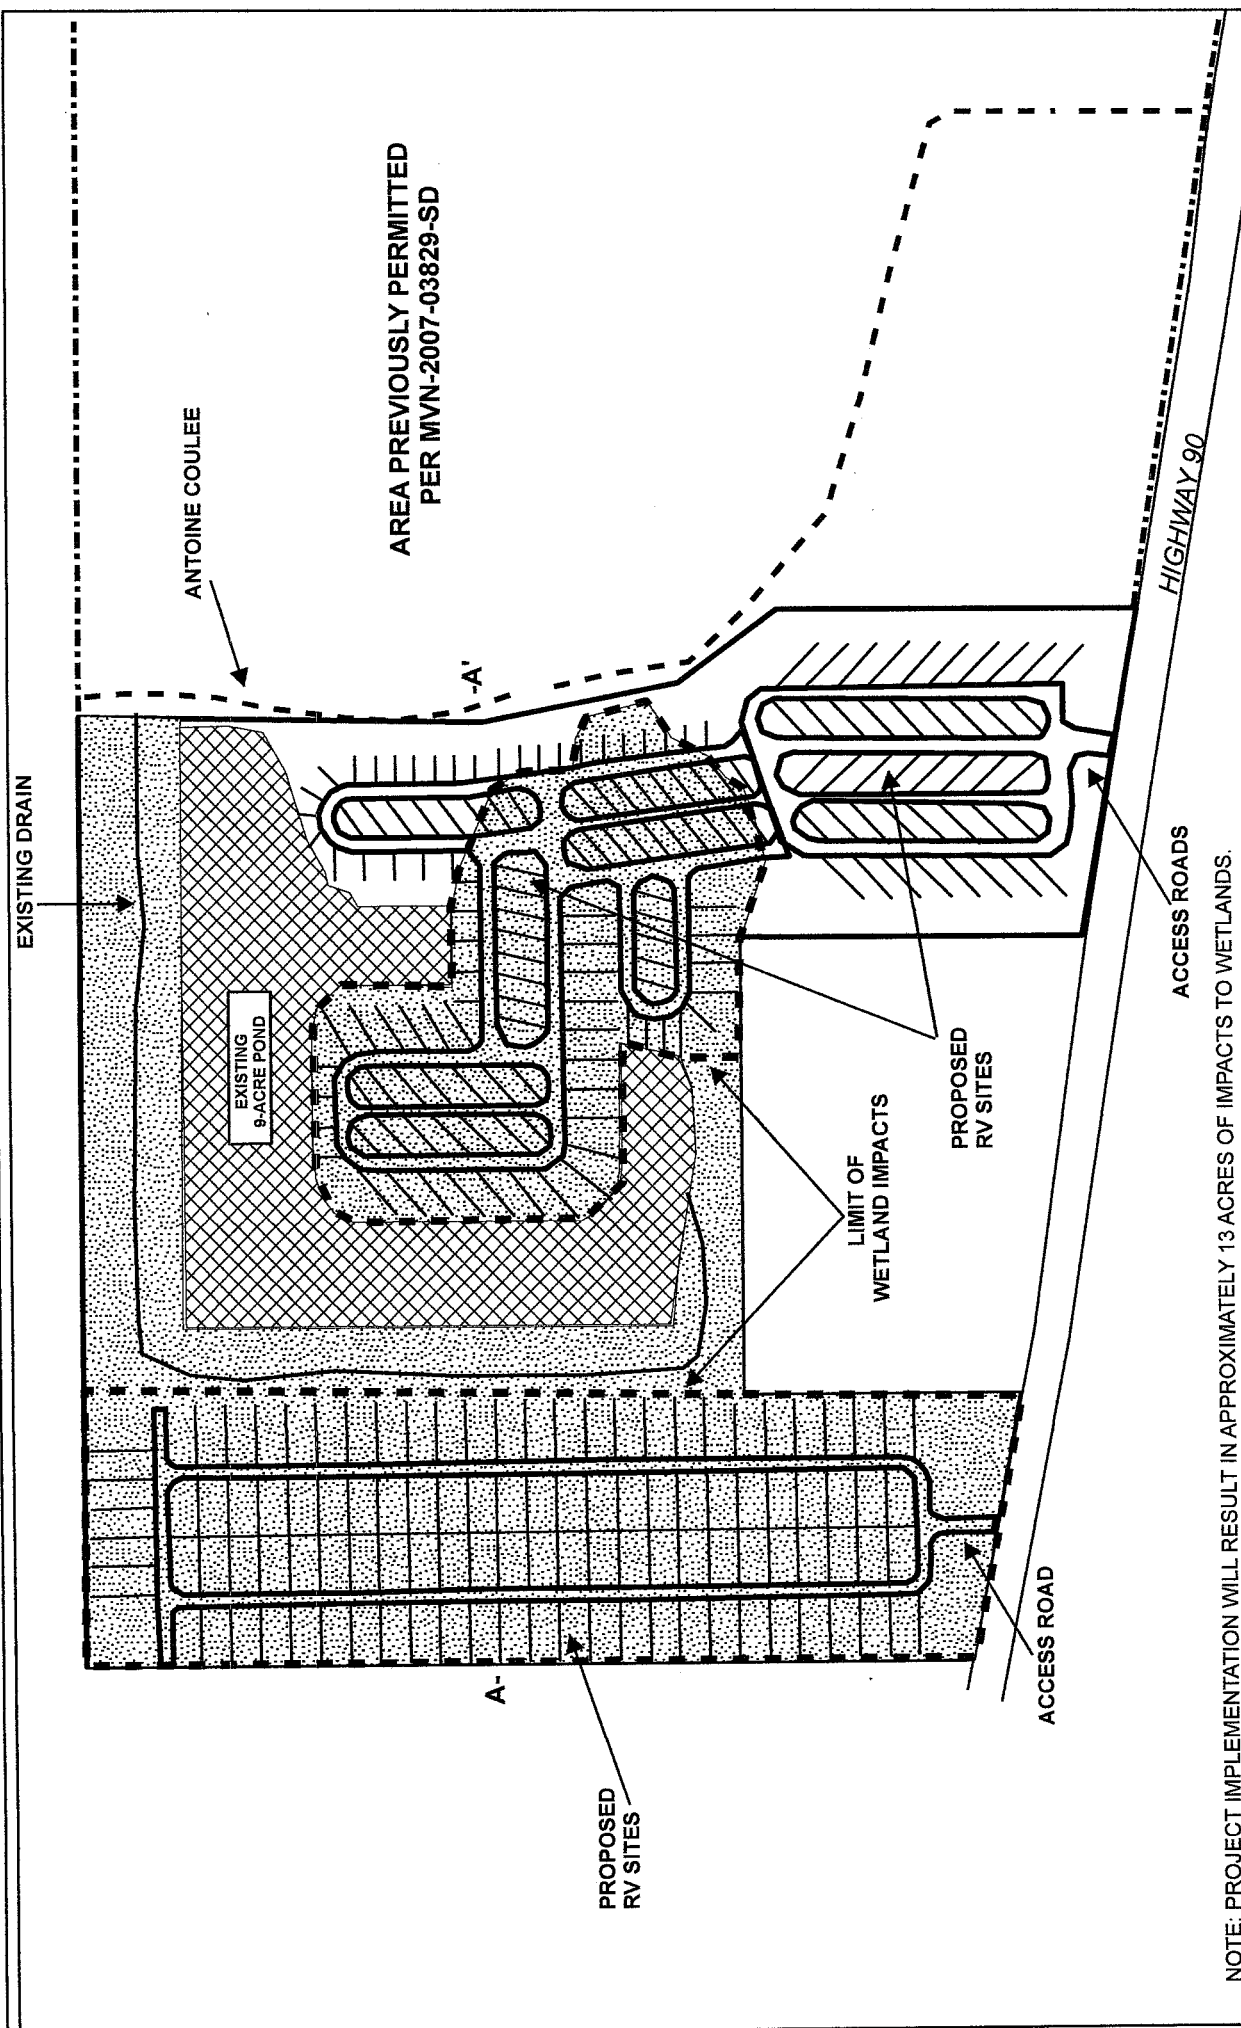 EXISTING DRAIN
ANTOINE COULEE
AREA PREVIOUSLY PERMITTED
PER MVN-2007-03829-SD
EXISTING
9-ACRE POND
A-
-A'
PROPOSED
RV SITES
LIMIT OF
WETLAND IMPACTS
PROPOSED
RV SITES
ACCESS ROAD
ACCESS ROADS
HIGHWAY 90
NOTE: PROJECT IMPLEMENTATION WILL RESULT IN APPROXIMATELY 13 ACRES OF IMPACTS TO WETLANDS.